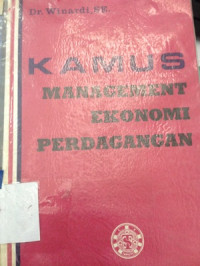 Dr. Winardi, SE.
KAMUS
MANAGEMENT
EKONOMI
PERDAGANGAN